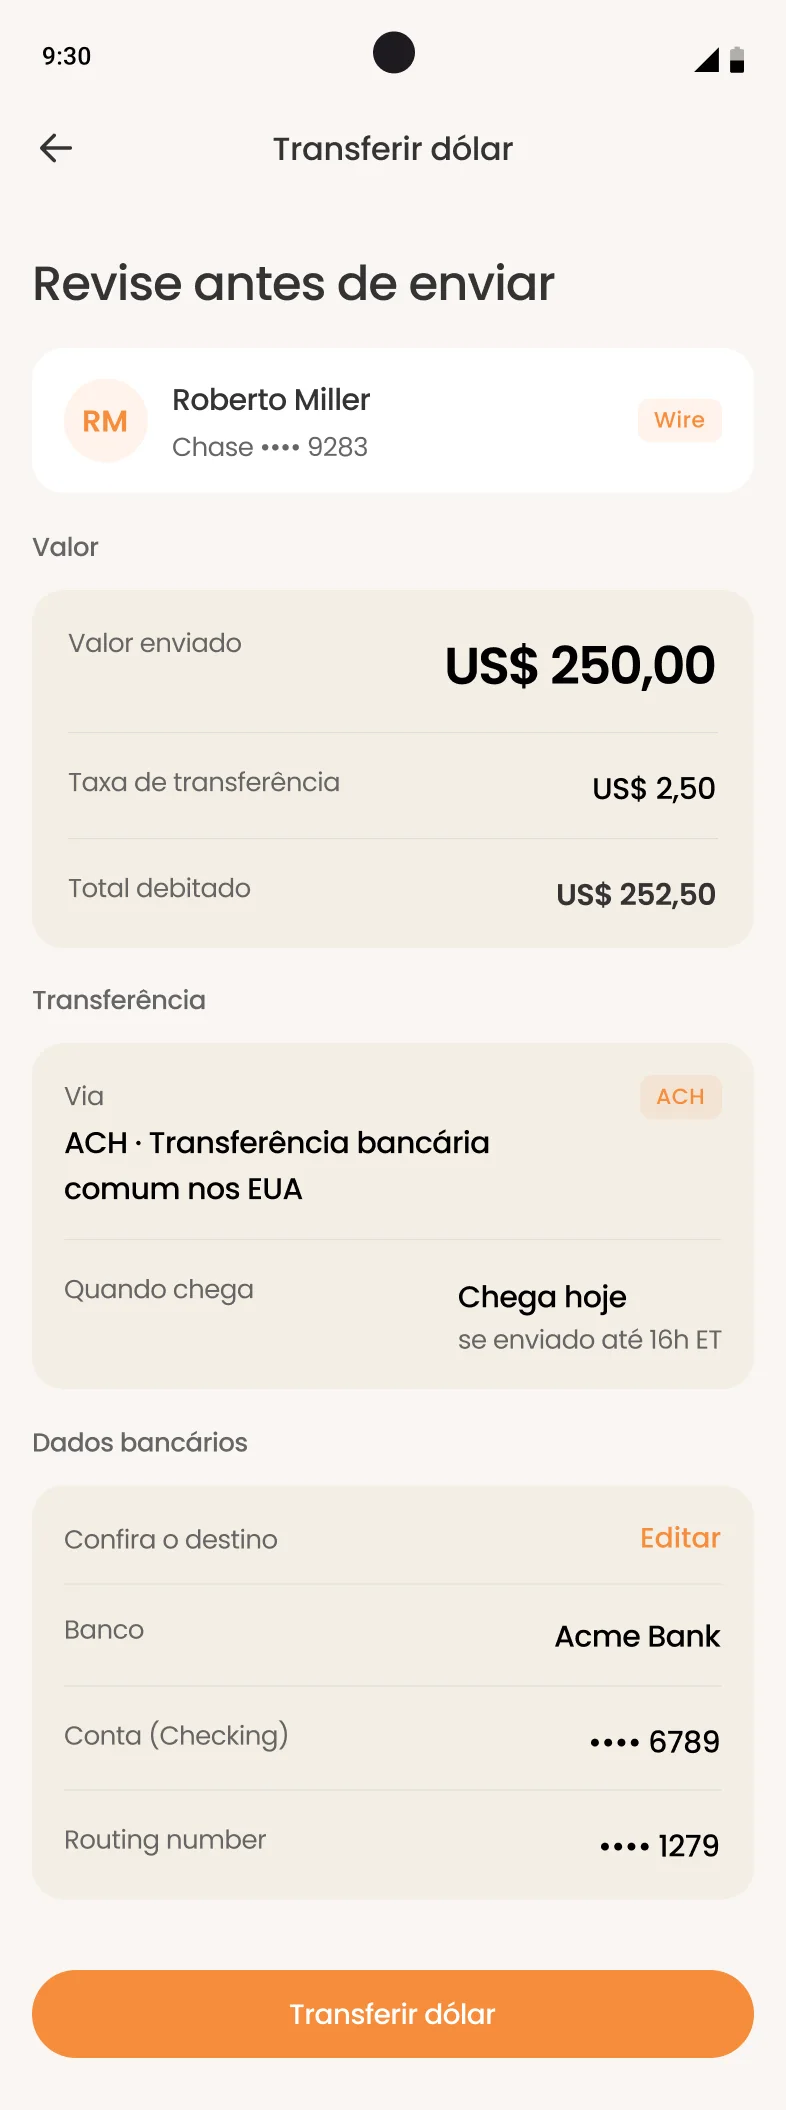 9:30
Transferir dólar
Revise antes de enviar
RM
Roberto Miller
Wire
Chase •••• 9283
Valor
Valor enviado
US$ 250,00
Taxa de transferência
US$ 2,50
Total debitado
US$ 252,50
Transferência
Via
ACH
ACH · Transferência bancária
comum nos EUA
Quando chega
Chega hoje
se enviado até 16h ET
Dados bancários
Confira o destino
Editar
Banco
Acme Bank
Conta (Checking)
•••• 6789
Routing number
•••• 1279
Transferir dólar